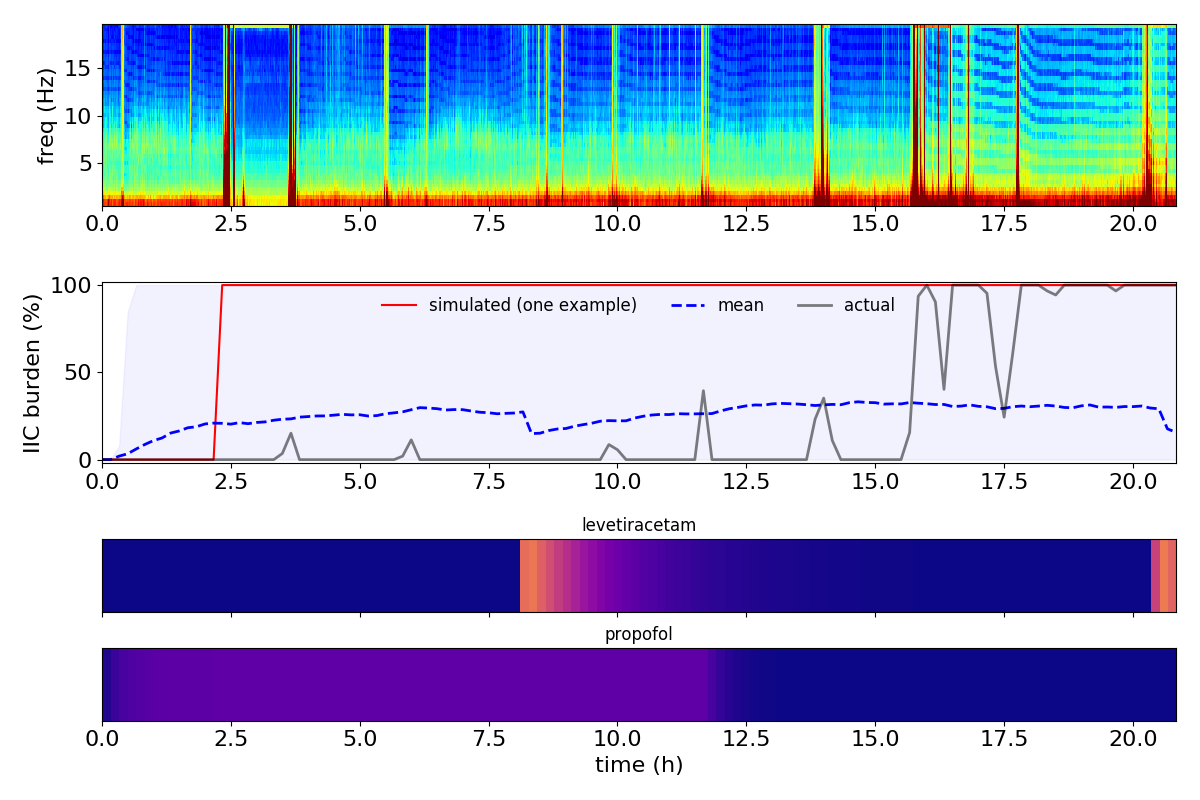 freq (Hz)
15
10
5
0.0 2.5 5.0 7.5 10.0 12.5 15.0 17.5 20.0
IIC burden (%)
100
50
0
simulated (one example) mean actual
0.0 2.5 5.0 7.5 10.0 12.5 15.0 17.5 20.0
levetiracetam
propofol
0.0 2.5 5.0 7.5 10.0 12.5 15.0 17.5 20.0
time (h)